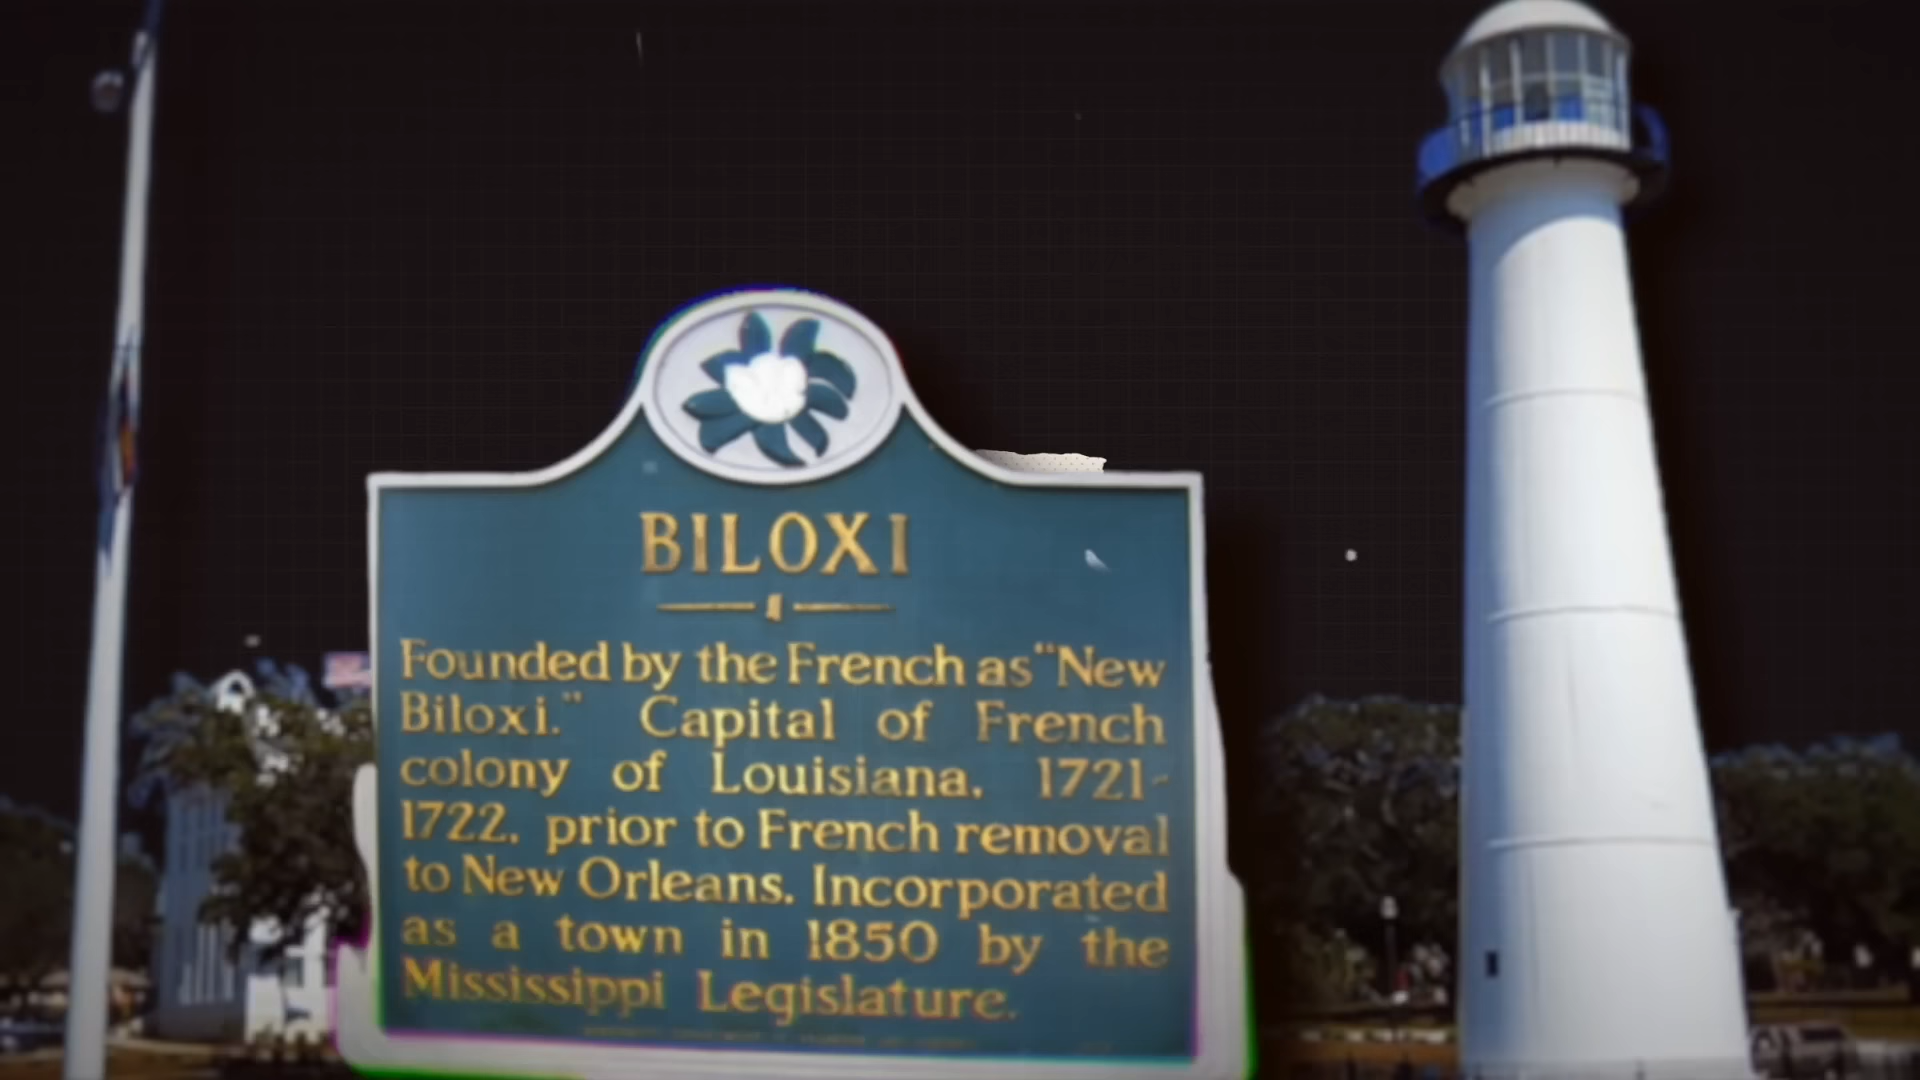 BILOXI
Founded by the French as "New
Biloxi." Capital of French
colony of Louisiana, 1721-
1722, prior to French removal
to New Orleans. Incorporated
as a town in 1850 by the
Mississippi Legislature.